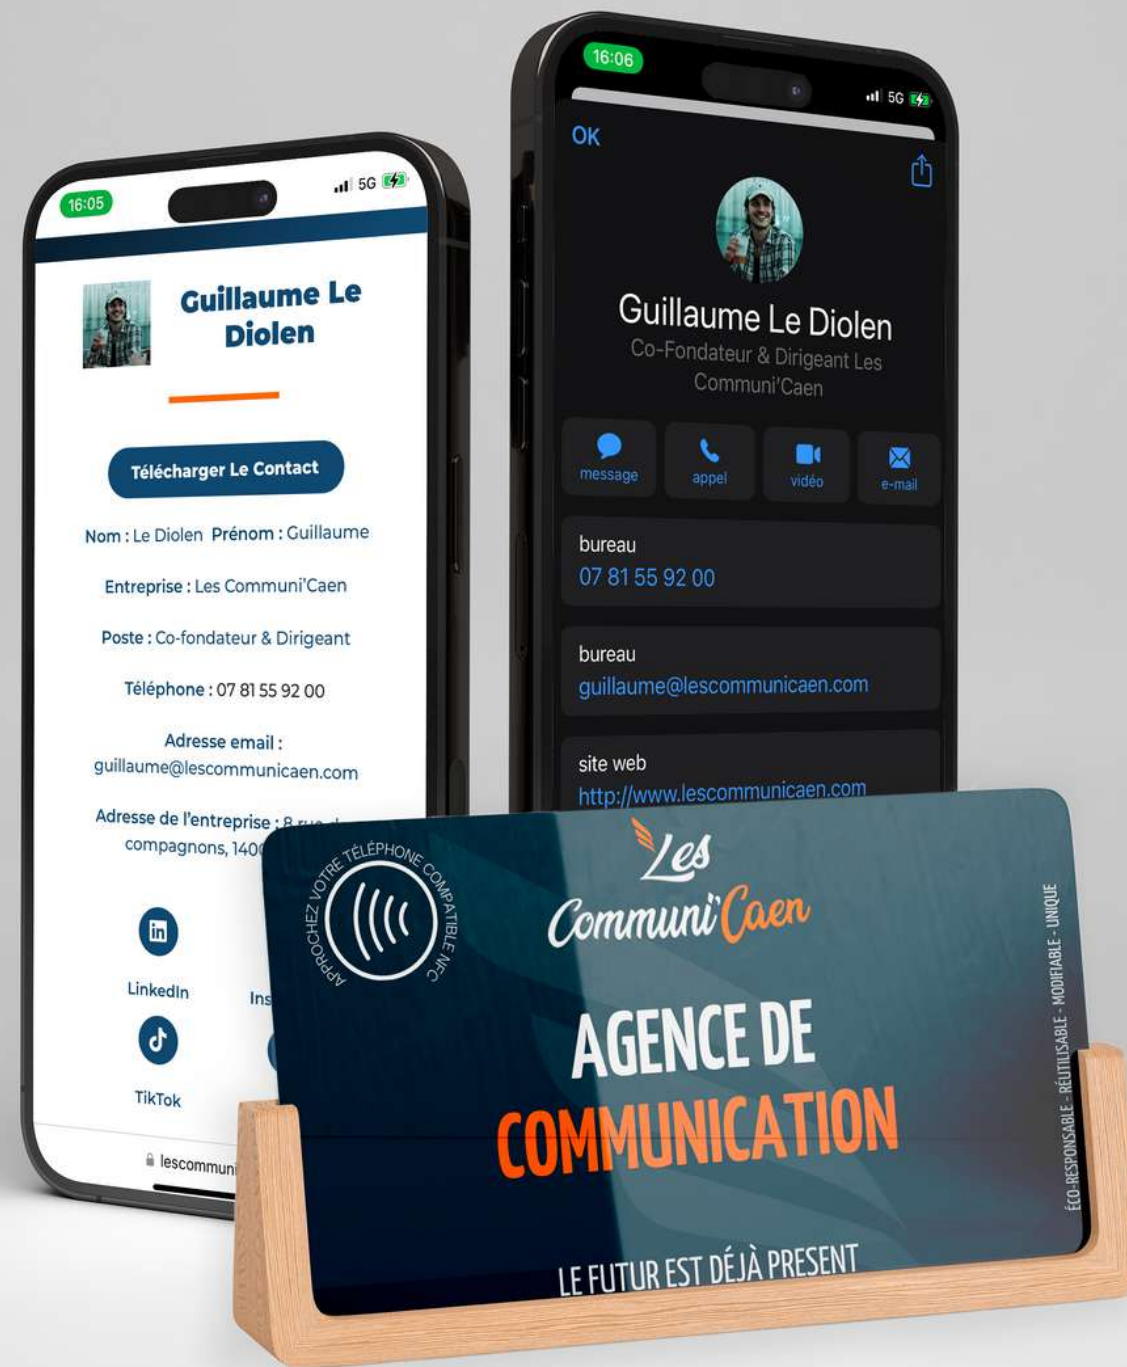 16:05
5G
Guillaume Le
Diolen
Télécharger Le Contact
Nom : Le Diolen Prénom : Guillaume
Entreprise : Les Communi'Caen
Poste : Co-fondateur & Dirigeant
Téléphone : 07 81 55 92 00
Adresse email :
guillaume@lescommunicaen.com
Adresse de l'entreprise : 8 rue
compagnons,
LinkedIn
TikTok
16:06
5G
OK
Guillaume Le Diolen
Co-Fondateur & Dirigeant Les
Communi'Caen
message
appel
vidéo
e-mail
bureau
07 81 55 92 00
bureau
guillaume@lescommunicaen.com
site web
http://www.lescommunicaen.com
APPROCHEZ VOTRE TÉLÉPHONE COMPATIBLE NFC
Les
Communi'Caen
AGENCE DE
COMMUNICATION
LE FUTUR EST DÉJÀ PRESENT
ÉCO-RESPONSABLE - RÉUTILISABLE - MODIFIABLE - UNIQUE